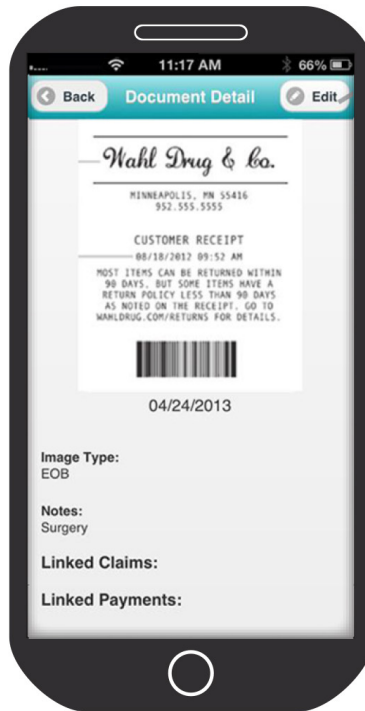 11:17 AM 66%
Back Document Detail Edit
Wahl Drug & Co.
MINNEAPOLIS, MN 55416
952.555.5555
CUSTOMER RECEIPT
08/18/2012 09:52 AM
MOST ITEMS CAN BE RETURNED WITHIN
90 DAYS, BUT SOME ITEMS HAVE A
RETURN POLICY LESS THAN 90 DAYS
AS NOTED ON THE RECEIPT. GO TO
WAHLDRUG.COM/RETURNS FOR DETAILS.
04/24/2013
Image Type:
EOB
Notes:
Surgery
Linked Claims:
Linked Payments: